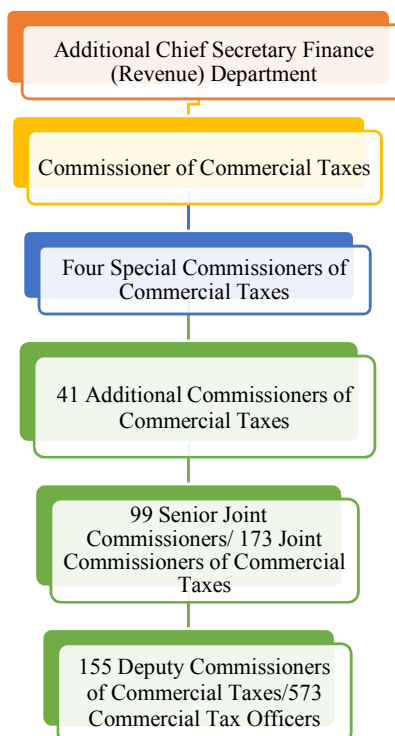 Additional Chief Secretary Finance
(Revenue) Department
Commissioner of Commercial Taxes
Four Special Commissioners of
Commercial Taxes
41 Additional Commissioners of
Commercial Taxes
99 Senior Joint
Commissioners/ 173 Joint
Commissioners of Commercial
Taxes
155 Deputy Commissioners
of Commercial Taxes/573
Commercial Tax Officers